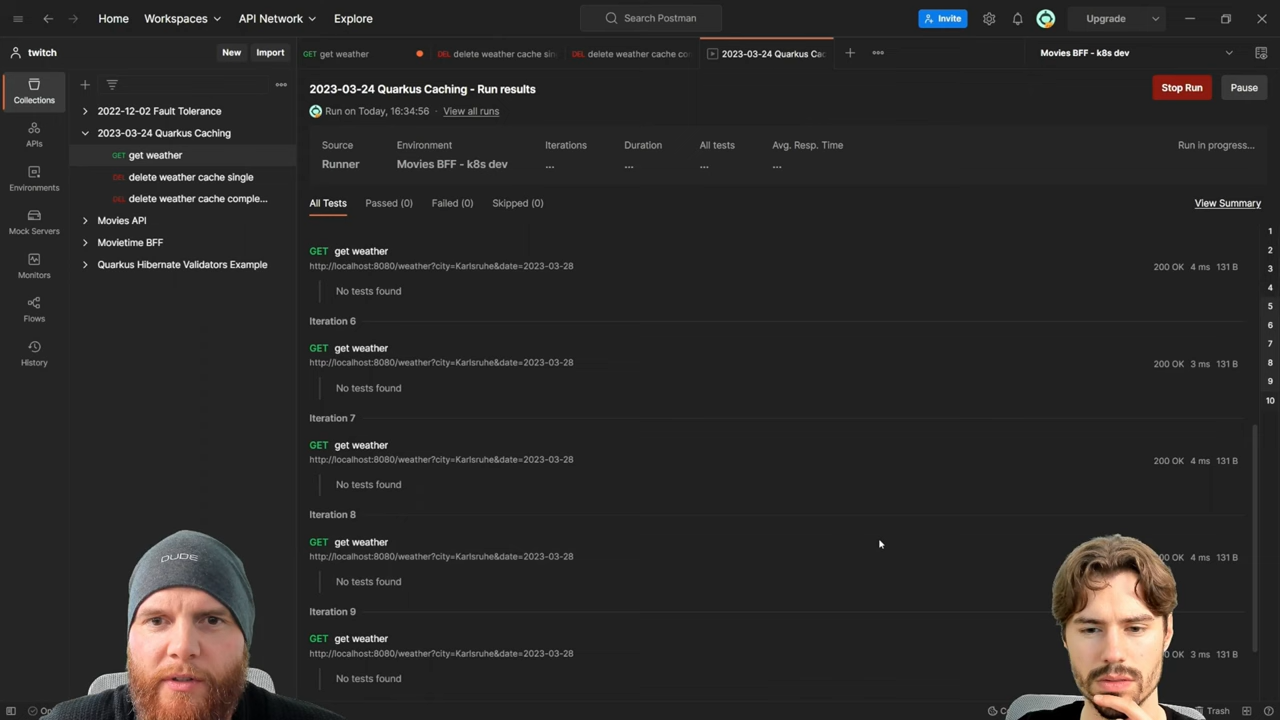 Home
Workspaces
API Network
Explore
Search Postman
Invite
Upgrade
twitch
New
Import
GET get weather
DEL delete weather cache sin
DEL delete weather cache co
2023-03-24 Quarkus Cac
Movies BFF - k8s dev
Collections
APIs
Environments
Mock Servers
Monitors
Flows
History
2022-12-02 Fault Tolerance
2023-03-24 Quarkus Caching
GET get weather
DEL delete weather cache single
DEL delete weather cache comple...
Movies API
Movietime BFF
Quarkus Hibernate Validators Example
2023-03-24 Quarkus Caching - Run results
Run on Today, 16:34:56 · View all runs
Stop Run
Pause
Source
Environment
Iterations
Duration
All tests
Avg. Resp. Time
Runner
Movies BFF - k8s dev
...
...
...
...
Run in progress...
All Tests
Passed (0)
Failed (0)
Skipped (0)
View Summary
GET get weather
http://localhost:8080/weather?city=Karlsruhe&date=2023-03-28
200 OK 4 ms 131 B
No tests found
Iteration 6
GET get weather
http://localhost:8080/weather?city=Karlsruhe&date=2023-03-28
200 OK 3 ms 131 B
No tests found
Iteration 7
GET get weather
http://localhost:8080/weather?city=Karlsruhe&date=2023-03-28
200 OK 4 ms 131 B
No tests found
Iteration 8
GET get weather
http://localhost:8080/weather?city=Karlsruhe&date=2023-03-28
00 OK 4 ms 131 B
No tests found
Iteration 9
GET get weather
http://localhost:8080/weather?city=Karlsruhe&date=2023-03-28
0 OK 3 ms 131 B
No tests found
1
2
3
4
5
6
7
8
9
10
DUDE
Trash